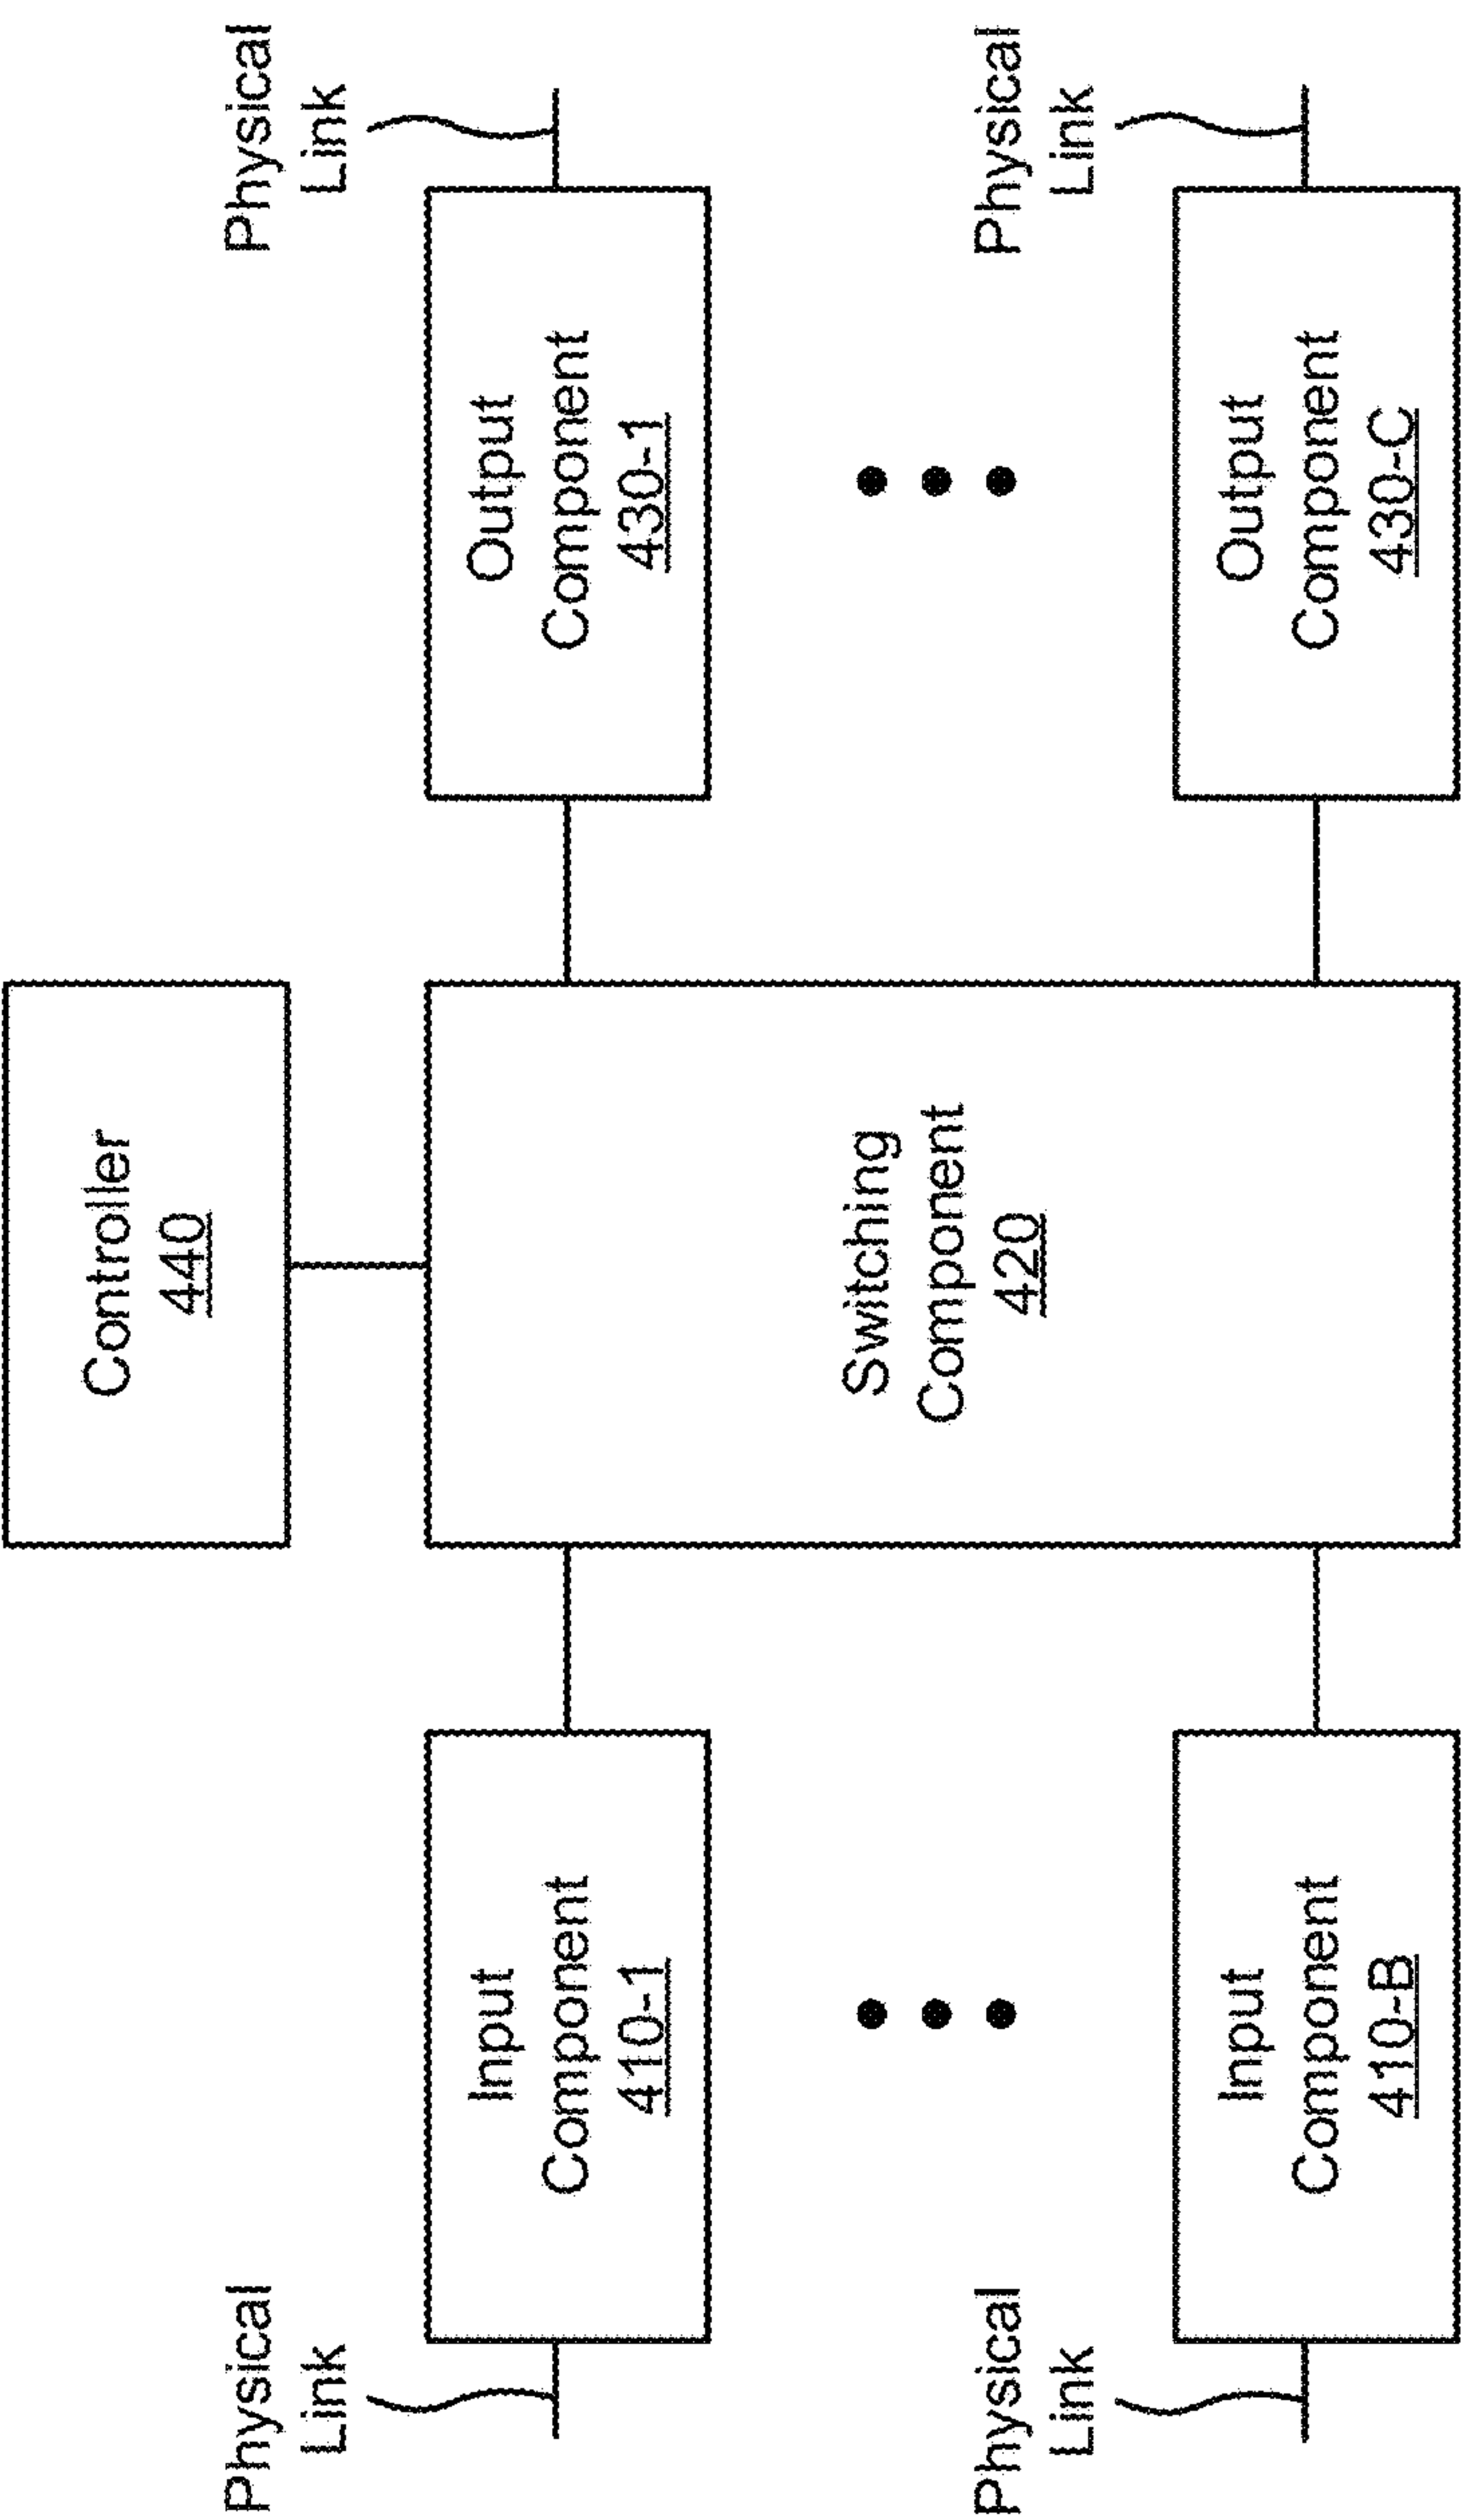 Controller
440
Physical
Link
Physical
Link
Input
Component
410-1
Switching
Component
420
Output
Component
430-1
Physical
Link
Physical
Link
Input
Component
410-B
Output
Component
430-C